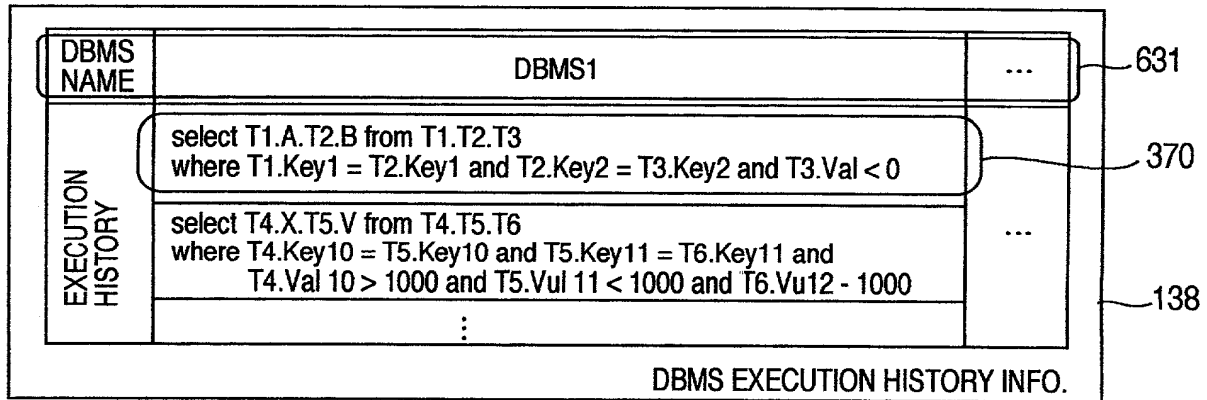 DBMS NAME
DBMS1
...
631
select T1.A.T2.B from T1.T2.T3
where T1.Key1 = T2.Key1 and T2.Key2 = T3.Key2 and T3.Val < 0
370
EXECUTION HISTORY
select T4.X.T5.V from T4.T5.T6
where T4.Key10 = T5.Key10 and T5.Key11 = T6.Key11 and
T4.Val 10 > 1000 and T5.Vul 11 < 1000 and T6.Vu12 - 1000
...
138
⋮
DBMS EXECUTION HISTORY INFO.